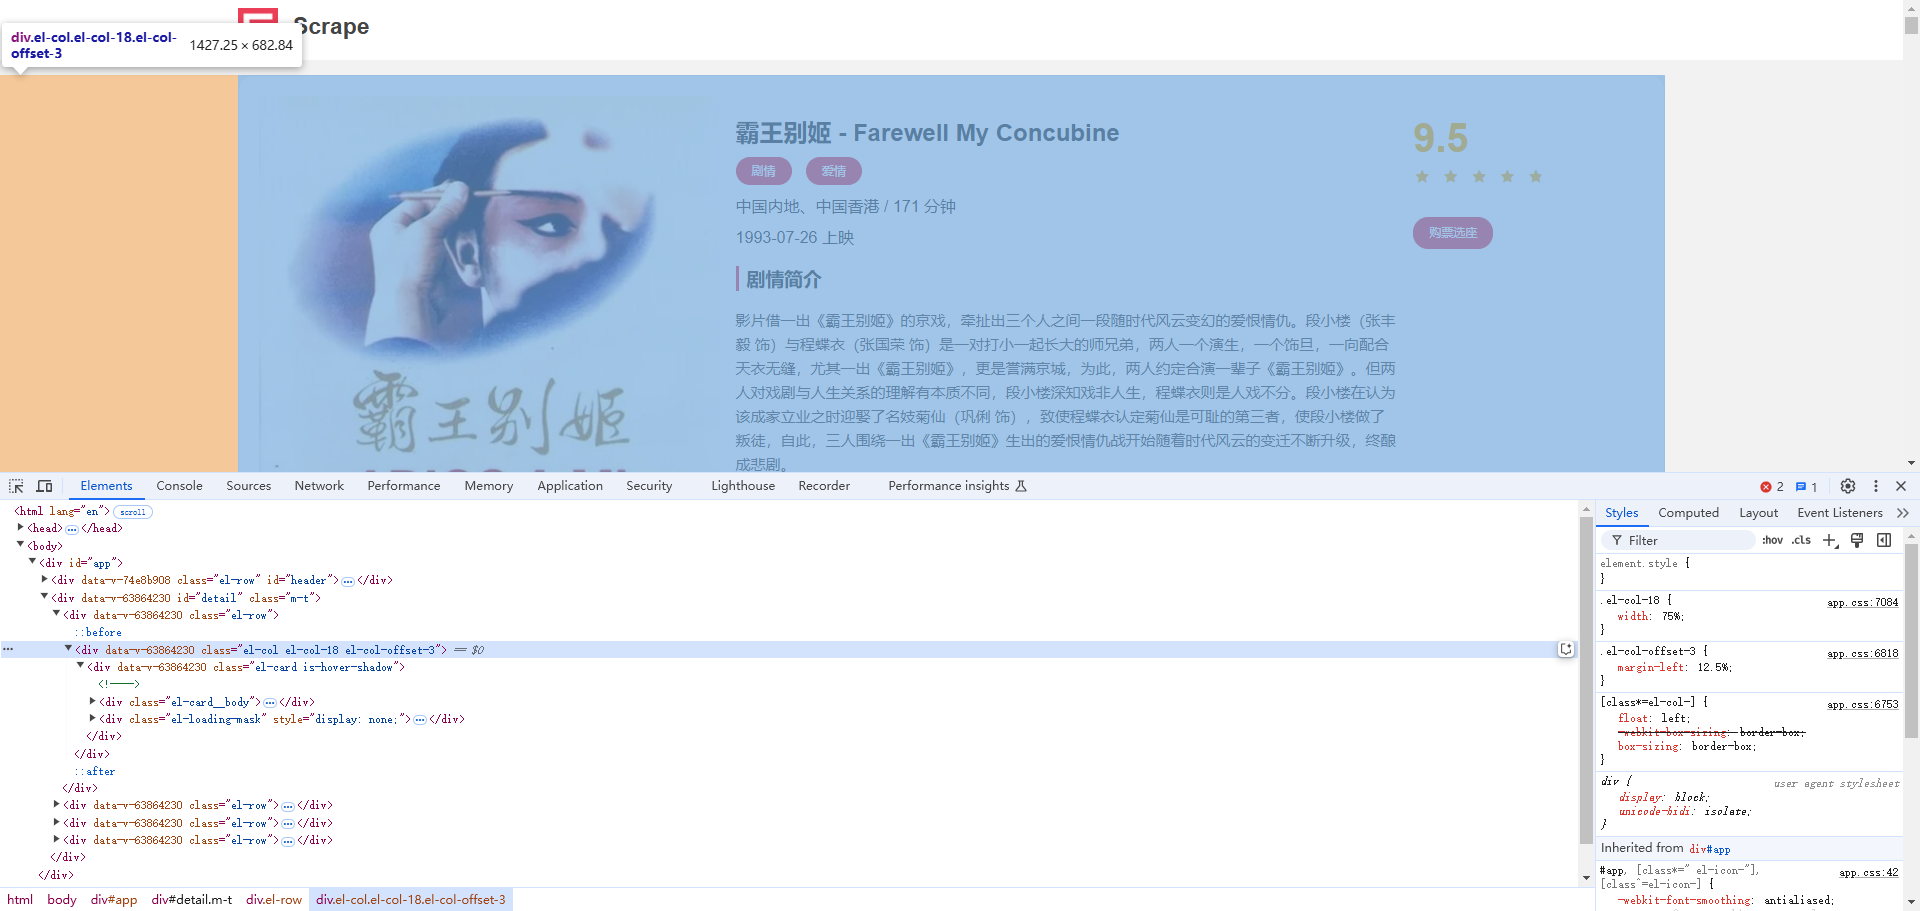 Scrape
div.el-col.el-col-18.el-col-
offset-3
1427.25 × 682.84
霸王别姬 - Farewell My Concubine
剧情 爱情
中国内地、中国香港 / 171 分钟
1993-07-26 上映
9.5
购票选座
剧情简介
影片借一出《霸王别姬》的京戏，牵扯出三个人之间一段随时代风云变幻的爱恨情仇。段小楼（张丰
毅 饰）与程蝶衣（张国荣 饰）是一对打小一起长大的师兄弟，两人一个演生，一个饰旦，一向配合
天衣无缝，尤其一出《霸王别姬》，更是誉满京城，为此，两人约定合演一辈子《霸王别姬》。但两
人对戏剧与人生关系的理解有本质不同，段小楼深知戏非人生，程蝶衣则是人戏不分。段小楼在认为
该成家立业之时迎娶了名妓菊仙（巩俐 饰），致使程蝶衣认定菊仙是可耻的第三者，使段小楼做了
叛徒，自此，三人围绕一出《霸王别姬》生出的爱恨情仇战开始随着时代风云的变迁不断升级，终酿
成悲剧。
霸王别姬
Elements Console Sources Network Performance Memory Application Security Lighthouse Recorder Performance insights
2 1
<html lang="en"> scroll
<head> ⋯ </head>
<body>
<div id="app">
<div data-v-74e8b908 class="el-row" id="header"> ⋯ </div>
<div data-v-63864230 id="detail" class="m-t">
<div data-v-63864230 class="el-row">
::before
<div data-v-63864230 class="el-col el-col-18 el-col-offset-3"> == $0
<div data-v-63864230 class="el-card is-hover-shadow">
<!---->
<div class="el-card__body"> ⋯ </div>
<div class="el-loading-mask" style="display: none;"> ⋯ </div>
</div>
</div>
::after
</div>
<div data-v-63864230 class="el-row"> ⋯ </div>
<div data-v-63864230 class="el-row"> ⋯ </div>
<div data-v-63864230 class="el-row"> ⋯ </div>
</div>
</div>
html body div#app div#detail.m-t div.el-row div.el-col.el-col-18.el-col-offset-3
Styles Computed Layout Event Listeners
Filter :hov .cls
element.style {
}
.el-col-18 { app.css:7084
width: 75%;
}
.el-col-offset-3 { app.css:6818
margin-left: 12.5%;
}
[class*=el-col-] { app.css:6753
float: left;
-webkit-box-sizing: border-box;
box-sizing: border-box;
}
div { user agent stylesheet
display: block;
unicode-bidi: isolate;
}
Inherited from div#app
#app, [class*=" el-icon-"], app.css:42
[class^=el-icon-] {
-webkit-font-smoothing: antialiased;